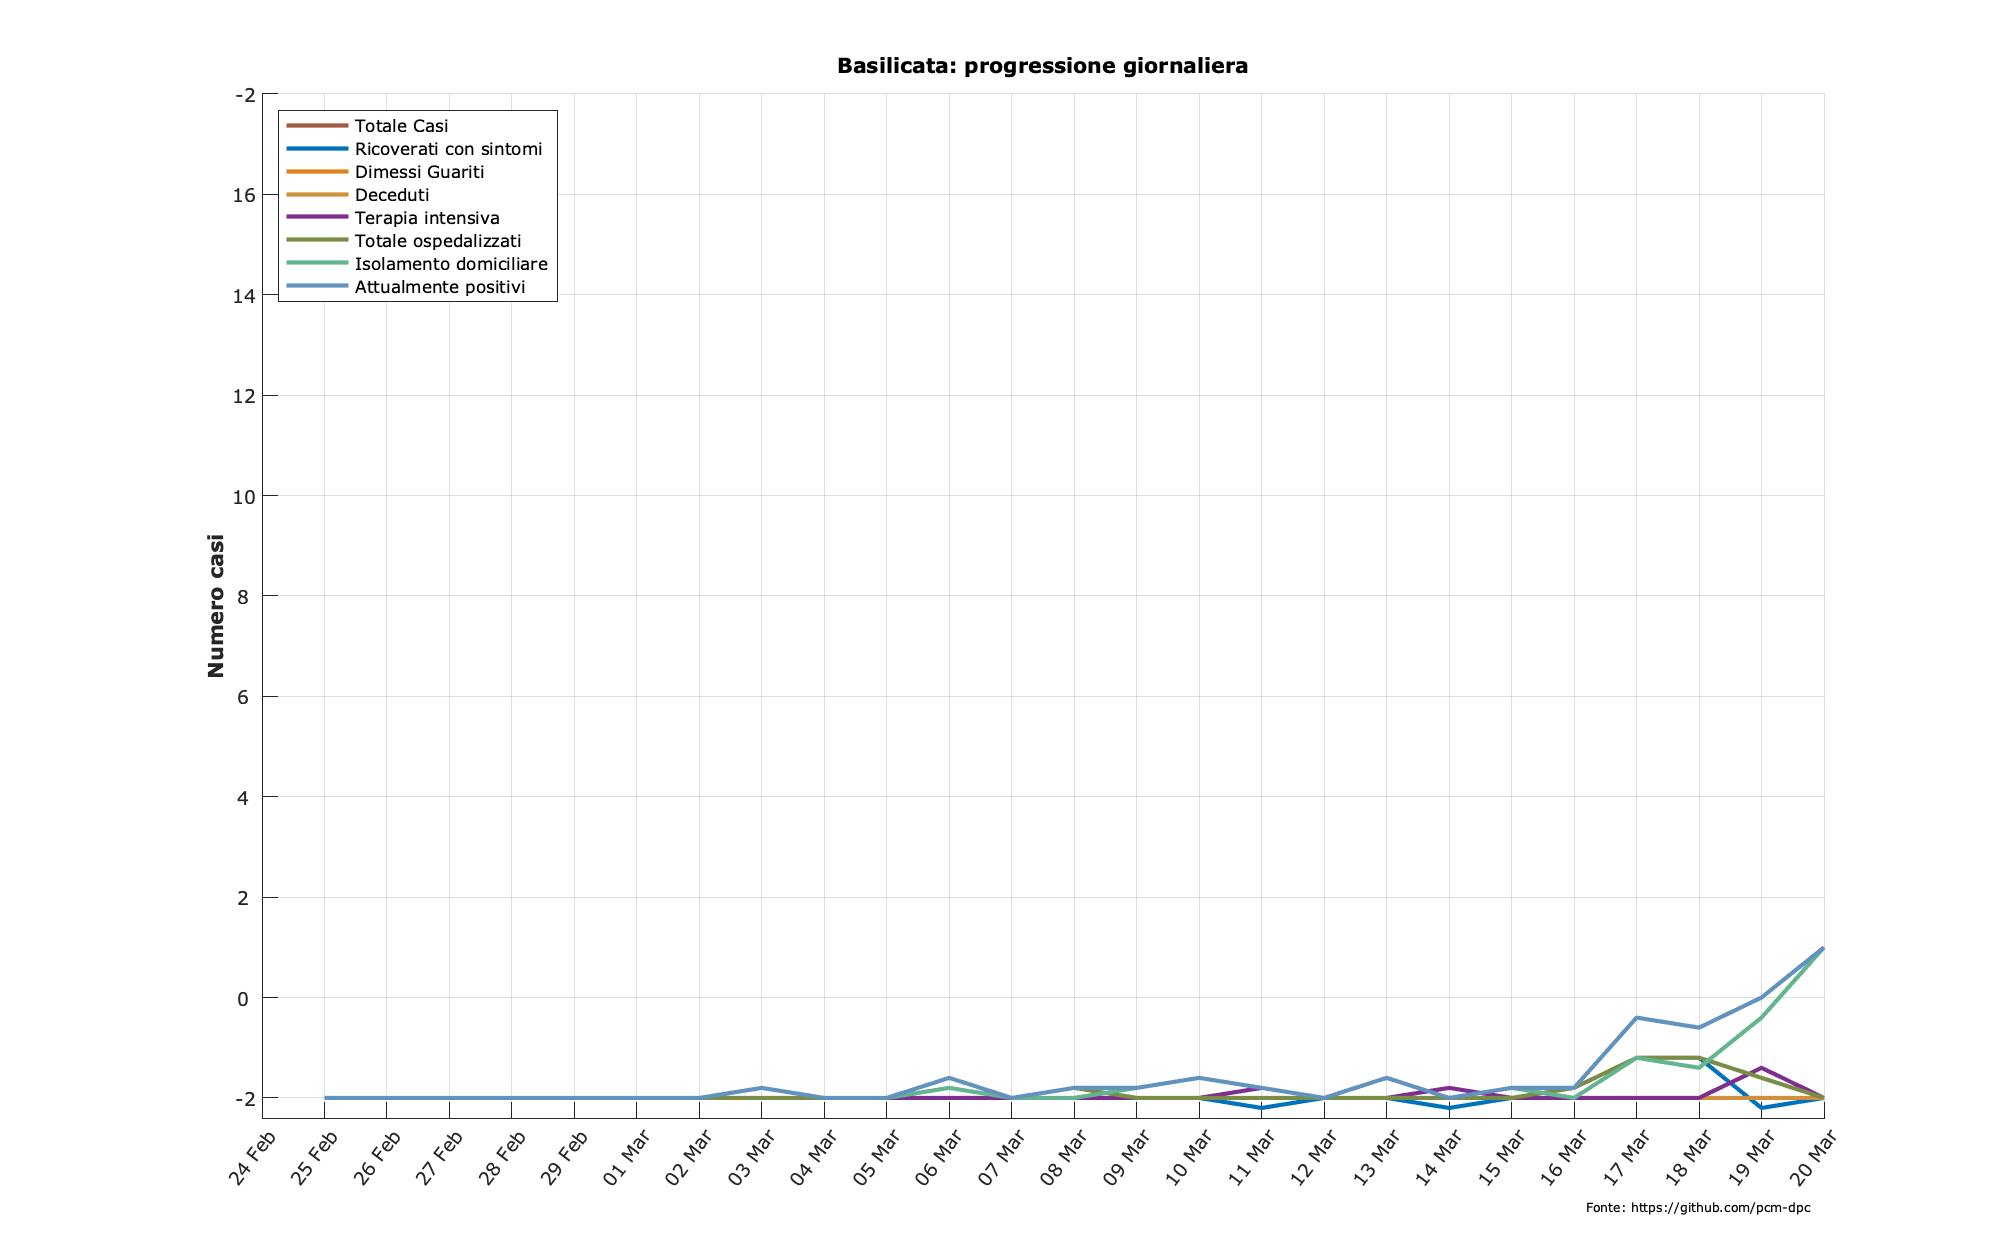 Basilicata: progressione giornaliera
-2
16
14
12
10
8
6
4
2
0
-2
Numero casi
Totale Casi
Ricoverati con sintomi
Dimessi Guariti
Deceduti
Terapia intensiva
Totale ospedalizzati
Isolamento domiciliare
Attualmente positivi
24 Feb
25 Feb
26 Feb
27 Feb
28 Feb
29 Feb
01 Mar
02 Mar
03 Mar
04 Mar
05 Mar
06 Mar
07 Mar
08 Mar
09 Mar
10 Mar
11 Mar
12 Mar
13 Mar
14 Mar
15 Mar
16 Mar
17 Mar
18 Mar
19 Mar
20 Mar
Fonte: https://github.com/pcm-dpc